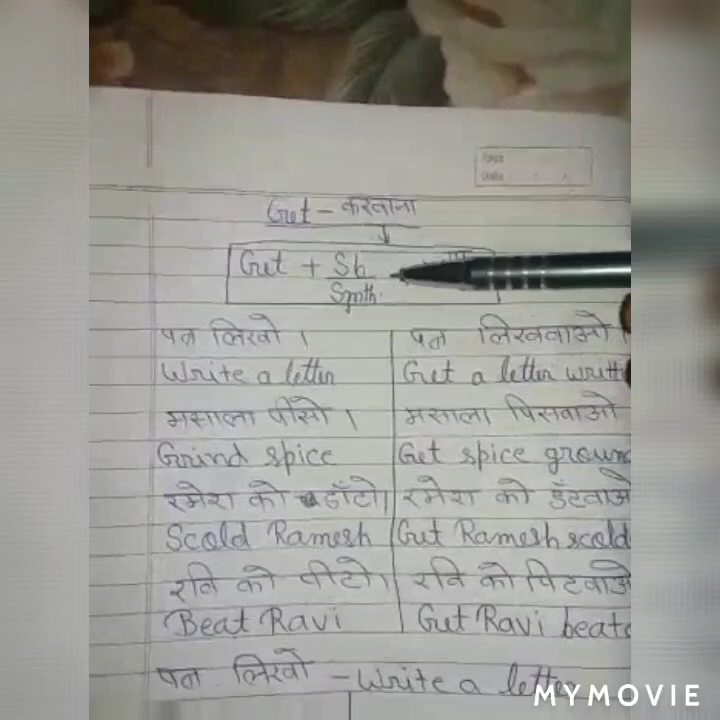 Get - करवाना
Get + Sb
Smth.
पत्र लिखो । पत्र लिखवाओ ।
Write a letter Get a letter writt
मसाला पीसो । मसाला पिसवाओ
Grind spice Get spice groun
रमेश को डाँटो । रमेश को डँटवाओ
Scold Ramesh Get Ramesh scold
रवि को पीटो । रवि को पिटवाओ
Beat Ravi Get Ravi beate
पत्र लिखो - Write a letter
MYMOVIE